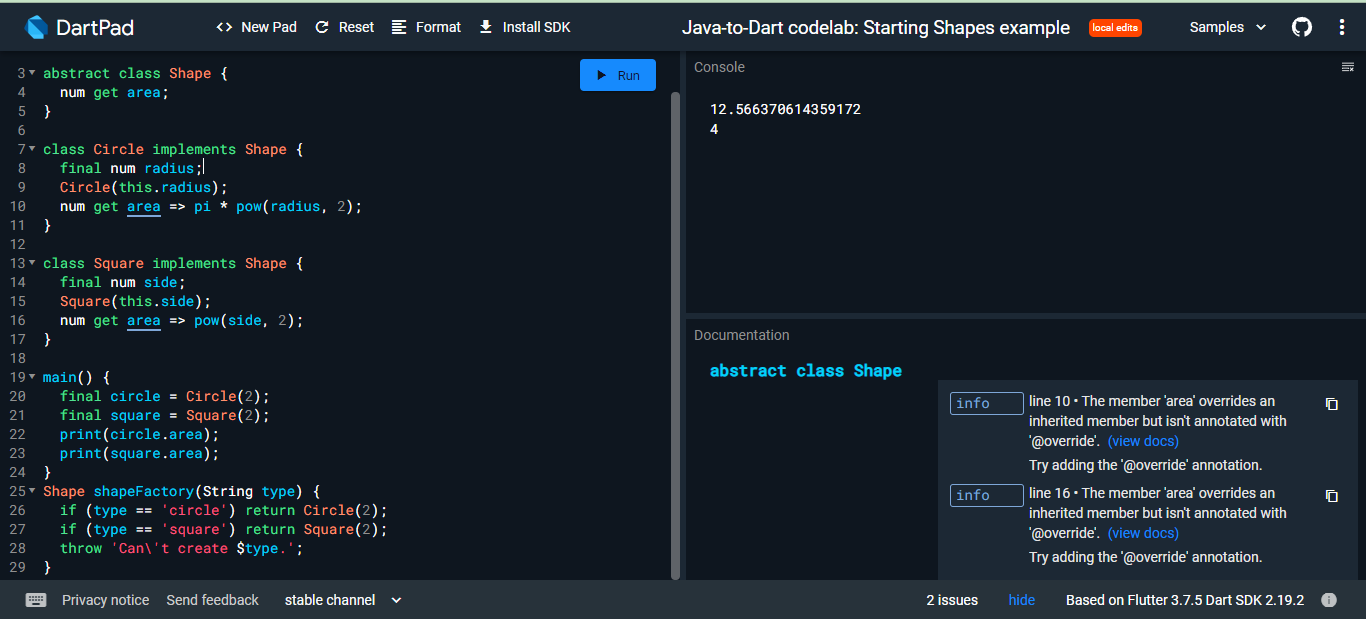 DartPad
New Pad
Reset
Format
Install SDK
Java-to-Dart codelab: Starting Shapes example
local edits
Samples
Run
3 abstract class Shape {
4   num get area;
5 }
6
7 class Circle implements Shape {
8   final num radius;
9   Circle(this.radius);
10   num get area => pi * pow(radius, 2);
11 }
12
13 class Square implements Shape {
14   final num side;
15   Square(this.side);
16   num get area => pow(side, 2);
17 }
18
19 main() {
20   final circle = Circle(2);
21   final square = Square(2);
22   print(circle.area);
23   print(square.area);
24 }
25 Shape shapeFactory(String type) {
26   if (type == 'circle') return Circle(2);
27   if (type == 'square') return Square(2);
28   throw 'Can\'t create $type.';
29 }
Console
12.566370614359172
4
Documentation
abstract class Shape
info
line 10 • The member 'area' overrides an
inherited member but isn't annotated with
'@override'. (view docs)
Try adding the '@override' annotation.
info
line 16 • The member 'area' overrides an
inherited member but isn't annotated with
'@override'. (view docs)
Try adding the '@override' annotation.
Privacy notice
Send feedback
stable channel
2 issues
hide
Based on Flutter 3.7.5 Dart SDK 2.19.2